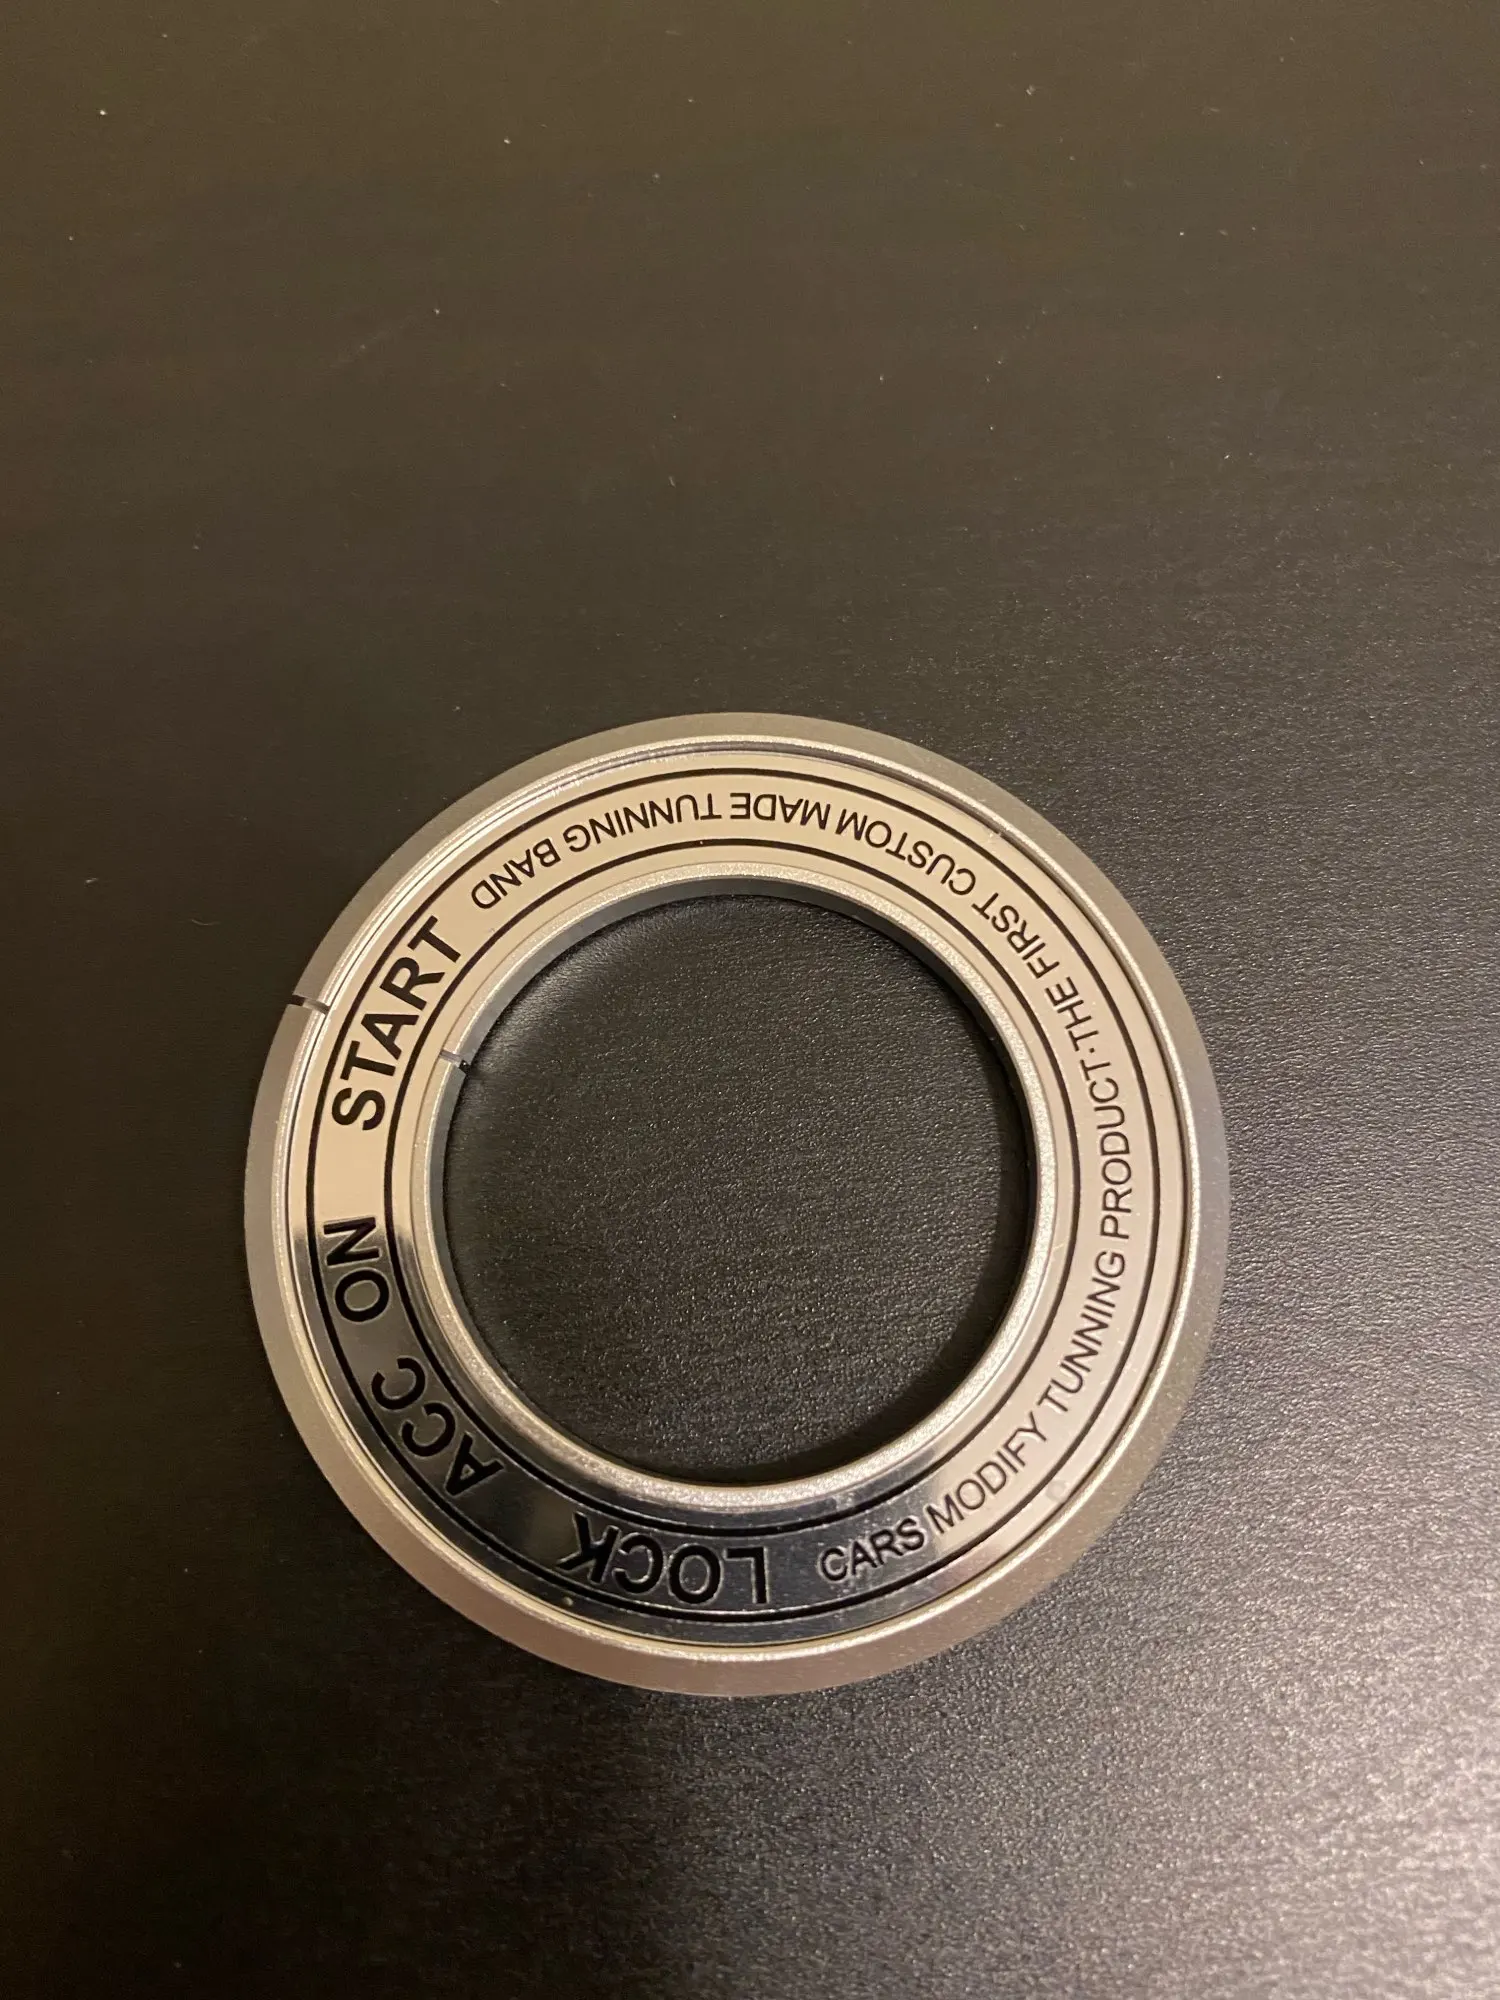 LOCK ACC ON START
CARS MODIFY TUNNING PRODUCT·THE FIRST CUSTOM MADE TUNNING BAND